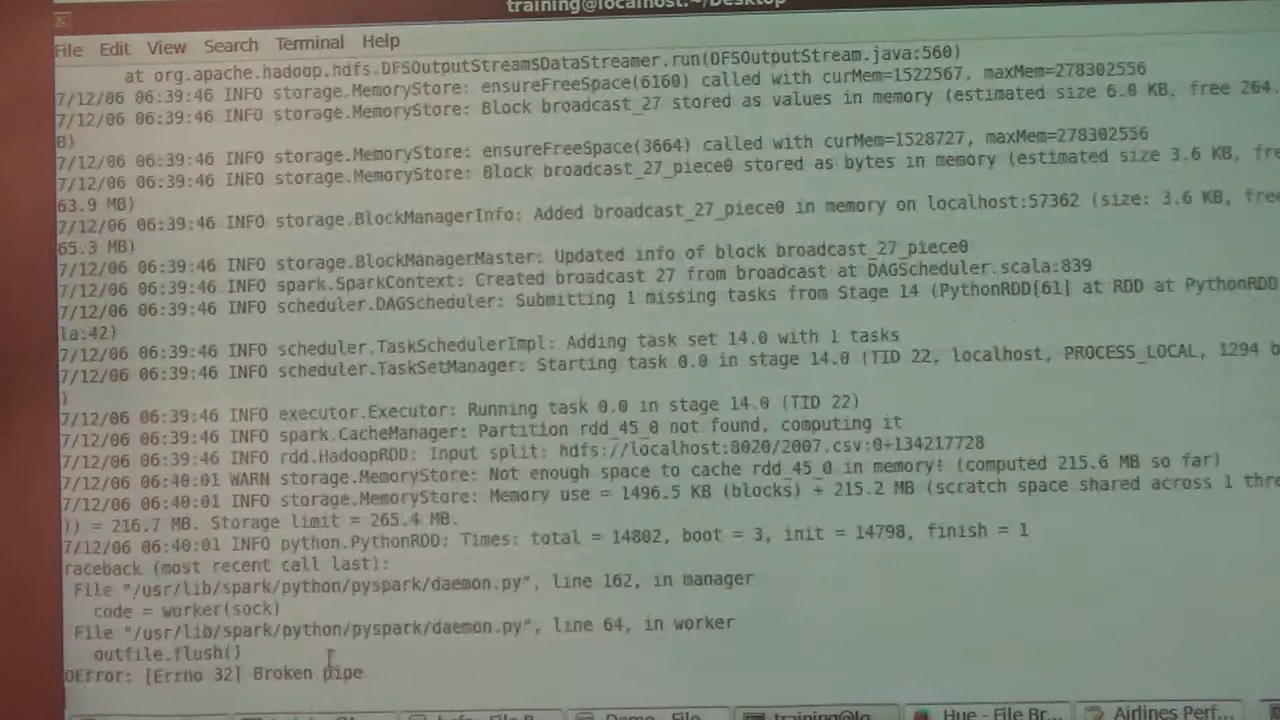 training@localhost:~/Desktop
File Edit View Search Terminal Help
at org.apache.hadoop.hdfs.DFSOutputStream$DataStreamer.run(DFSOutputStream.java:560)
7/12/06 06:39:46 INFO storage.MemoryStore: ensureFreeSpace(6160) called with curMem=1522567, maxMem=278302556
7/12/06 06:39:46 INFO storage.MemoryStore: Block broadcast_27 stored as values in memory (estimated size 6.0 KB, free 264.
B)
7/12/06 06:39:46 INFO storage.MemoryStore: ensureFreeSpace(3664) called with curMem=1528727, maxMem=278302556
7/12/06 06:39:46 INFO storage.MemoryStore: Block broadcast_27_piece0 stored as bytes in memory (estimated size 3.6 KB, fre
63.9 MB)
7/12/06 06:39:46 INFO storage.BlockManagerInfo: Added broadcast_27_piece0 in memory on localhost:57362 (size: 3.6 KB, free
65.3 MB)
7/12/06 06:39:46 INFO storage.BlockManagerMaster: Updated info of block broadcast_27_piece0
7/12/06 06:39:46 INFO spark.SparkContext: Created broadcast 27 from broadcast at DAGScheduler.scala:839
7/12/06 06:39:46 INFO scheduler.DAGScheduler: Submitting 1 missing tasks from Stage 14 (PythonRDD[61] at RDD at PythonRDD
la:42)
7/12/06 06:39:46 INFO scheduler.TaskSchedulerImpl: Adding task set 14.0 with 1 tasks
7/12/06 06:39:46 INFO scheduler.TaskSetManager: Starting task 0.0 in stage 14.0 (TID 22, localhost, PROCESS_LOCAL, 1294 b
)
7/12/06 06:39:46 INFO executor.Executor: Running task 0.0 in stage 14.0 (TID 22)
7/12/06 06:39:46 INFO spark.CacheManager: Partition rdd_45_0 not found, computing it
7/12/06 06:39:46 INFO rdd.HadoopRDD: Input split: hdfs://localhost:8020/2007.csv:0+134217728
7/12/06 06:40:01 WARN storage.MemoryStore: Not enough space to cache rdd_45_0 in memory! (computed 215.6 MB so far)
7/12/06 06:40:01 INFO storage.MemoryStore: Memory use = 1496.5 KB (blocks) + 215.2 MB (scratch space shared across 1 thre
)) = 216.7 MB. Storage limit = 265.4 MB.
7/12/06 06:40:01 INFO python.PythonRDD: Times: total = 14802, boot = 3, init = 14798, finish = 1
raceback (most recent call last):
File "/usr/lib/spark/python/pyspark/daemon.py", line 162, in manager
code = worker(sock)
File "/usr/lib/spark/python/pyspark/daemon.py", line 64, in worker
outfile.flush()
OError: [Errno 32] Broken pipe
training@lo Hue - File Br... Airlines Perf...